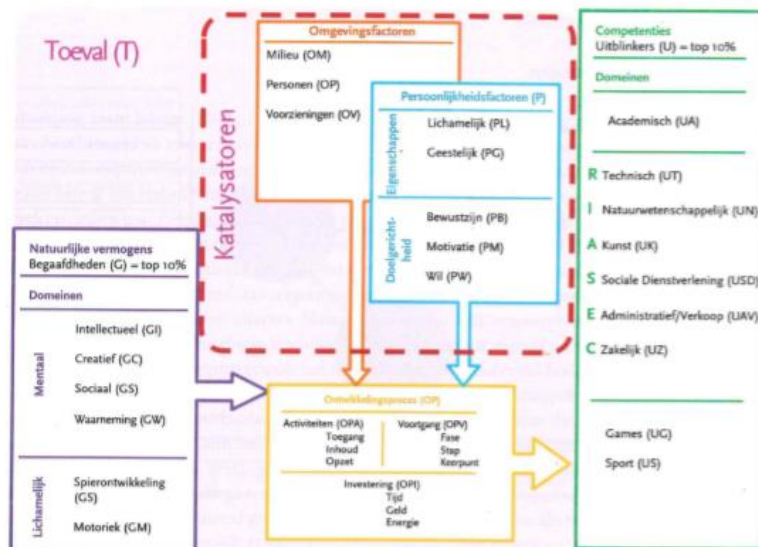 Toeval (T)
Katalysatoren
Omgevingsfactoren
Milieu (OM)
Personen (OP)
Voorzieningen (OV)
Persoonlijkheidsfactoren (P)
Eigenschappen
Lichamelijk (PL)
Geestelijk (PG)
Doelgericht-
heid
Bewustzijn (PB)
Motivatie (PM)
Wil (PW)
Natuurlijke vermogens
Begaafdheden (G) = top 10%
Domeinen
Mentaal
Intellectueel (GI)
Creatief (GC)
Sociaal (GS)
Waarneming (GW)
Lichamelijk
Spierontwikkeling
(GS)
Motoriek (GM)
Ontwikkelingsproces (OP)
Activiteiten (OPA)
Toegang
Inhoud
Opzet
Voortgang (OPV)
Fase
Stap
Keerpunt
Investering (OPI)
Tijd
Geld
Energie
Competenties
Uitblinkers (U) = top 10%
Domeinen
Academisch (UA)
R Technisch (UT)
I Natuurwetenschappelijk (UN)
A Kunst (UK)
S Sociale Dienstverlening (USD)
E Administratief/Verkoop (UAV)
C Zakelijk (UZ)
Games (UG)
Sport (US)